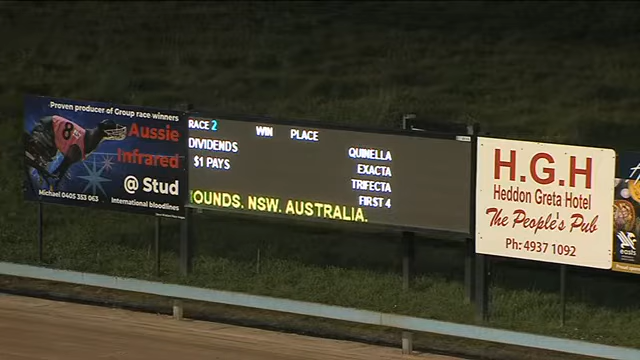 Proven producer of Group race winners
8
Aussie
Infrared
@ Stud
Michael 0405 353 063
International bloodlines
RACE 2 WIN PLACE
DIVIDENDS QUINELLA
$1 PAYS EXACTA
TRIFECTA
FIRST 4
OUNDS. NSW. AUSTRALIA.
H.G.H
Heddon Greta Hotel
The People's Pub
Ph: 4937 1092